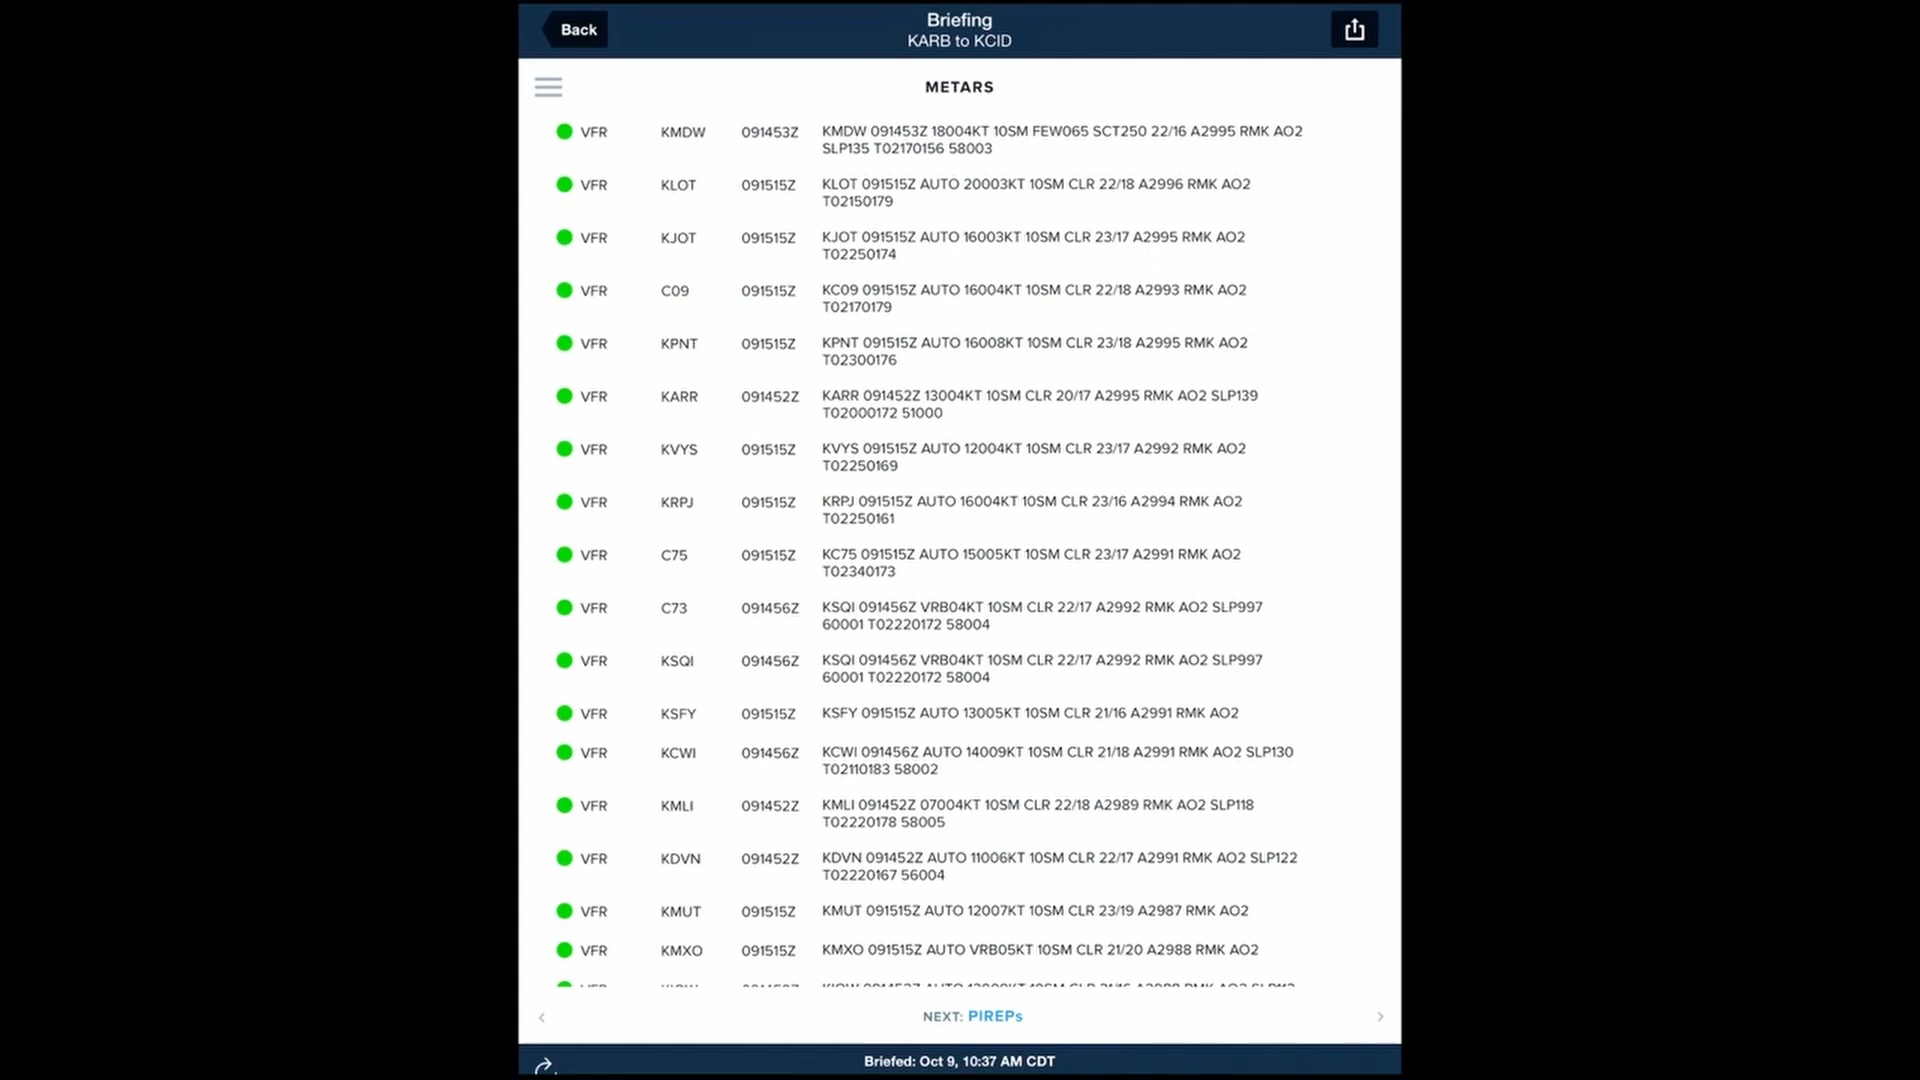 Back
Briefing
KARB to KCID
METARS
VFR KMDW 091453Z KMDW 091453Z 18004KT 10SM FEW065 SCT250 22/16 A2995 RMK AO2
SLP135 T02170156 58003
VFR KLOT 091515Z KLOT 091515Z AUTO 20003KT 10SM CLR 22/18 A2996 RMK AO2
T02150179
VFR KJOT 091515Z KJOT 091515Z AUTO 16003KT 10SM CLR 23/17 A2995 RMK AO2
T02250174
VFR C09 091515Z KC09 091515Z AUTO 16004KT 10SM CLR 22/18 A2993 RMK AO2
T02170179
VFR KPNT 091515Z KPNT 091515Z AUTO 16008KT 10SM CLR 23/18 A2995 RMK AO2
T02300176
VFR KARR 091452Z KARR 091452Z 13004KT 10SM CLR 20/17 A2995 RMK AO2 SLP139
T02000172 51000
VFR KVYS 091515Z KVYS 091515Z AUTO 12004KT 10SM CLR 23/17 A2992 RMK AO2
T02250169
VFR KRPJ 091515Z KRPJ 091515Z AUTO 16004KT 10SM CLR 23/16 A2994 RMK AO2
T02250161
VFR C75 091515Z KC75 091515Z AUTO 15005KT 10SM CLR 23/17 A2991 RMK AO2
T02340173
VFR C73 091456Z KSQI 091456Z VRB04KT 10SM CLR 22/17 A2992 RMK AO2 SLP997
60001 T02220172 58004
VFR KSQI 091456Z KSQI 091456Z VRB04KT 10SM CLR 22/17 A2992 RMK AO2 SLP997
60001 T02220172 58004
VFR KSFY 091515Z KSFY 091515Z AUTO 13005KT 10SM CLR 21/16 A2991 RMK AO2
VFR KCWI 091456Z KCWI 091456Z AUTO 14009KT 10SM CLR 21/18 A2991 RMK AO2 SLP130
T02110183 58002
VFR KMLI 091452Z KMLI 091452Z 07004KT 10SM CLR 22/18 A2989 RMK AO2 SLP118
T02220178 58005
VFR KDVN 091452Z KDVN 091452Z AUTO 11006KT 10SM CLR 22/17 A2991 RMK AO2 SLP122
T02220167 56004
VFR KMUT 091515Z KMUT 091515Z AUTO 12007KT 10SM CLR 23/19 A2987 RMK AO2
VFR KMXO 091515Z KMXO 091515Z AUTO VRB05KT 10SM CLR 21/20 A2988 RMK AO2
NEXT: PIREPs
Briefed: Oct 9, 10:37 AM CDT